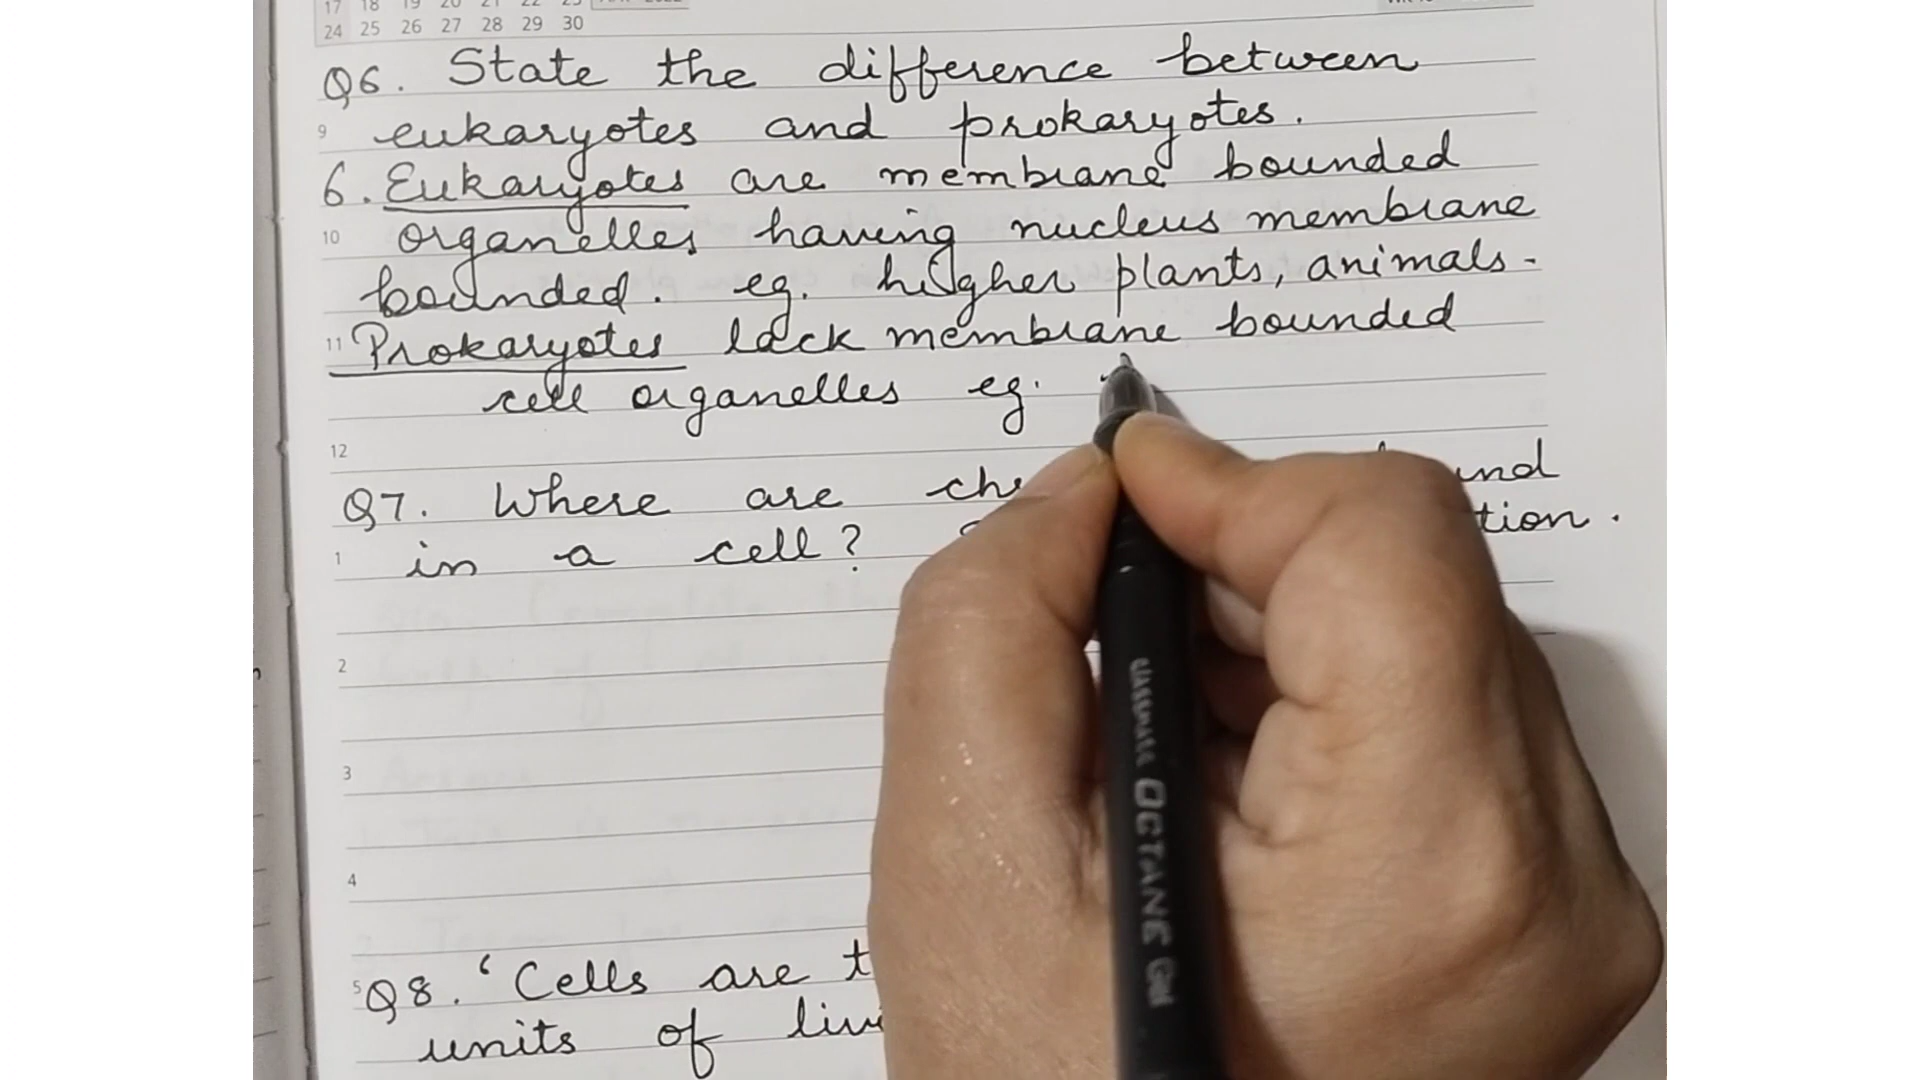 17 18 19 20 21 22 23
24 25 26 27 28 29 30
Q6. State the difference between
9 eukaryotes and prokaryotes.
6. Eukaryotes are membrane bounded
10 organelles having nucleus membrane
bounded. eg. higher plants, animals.
11 Prokaryotes lack membrane bounded
cell organelles eg.
12
Q7. Where are
1 in a cell?
2
3
4
5 Q8. 'Cells are
units of
classmate OCTANE Gel